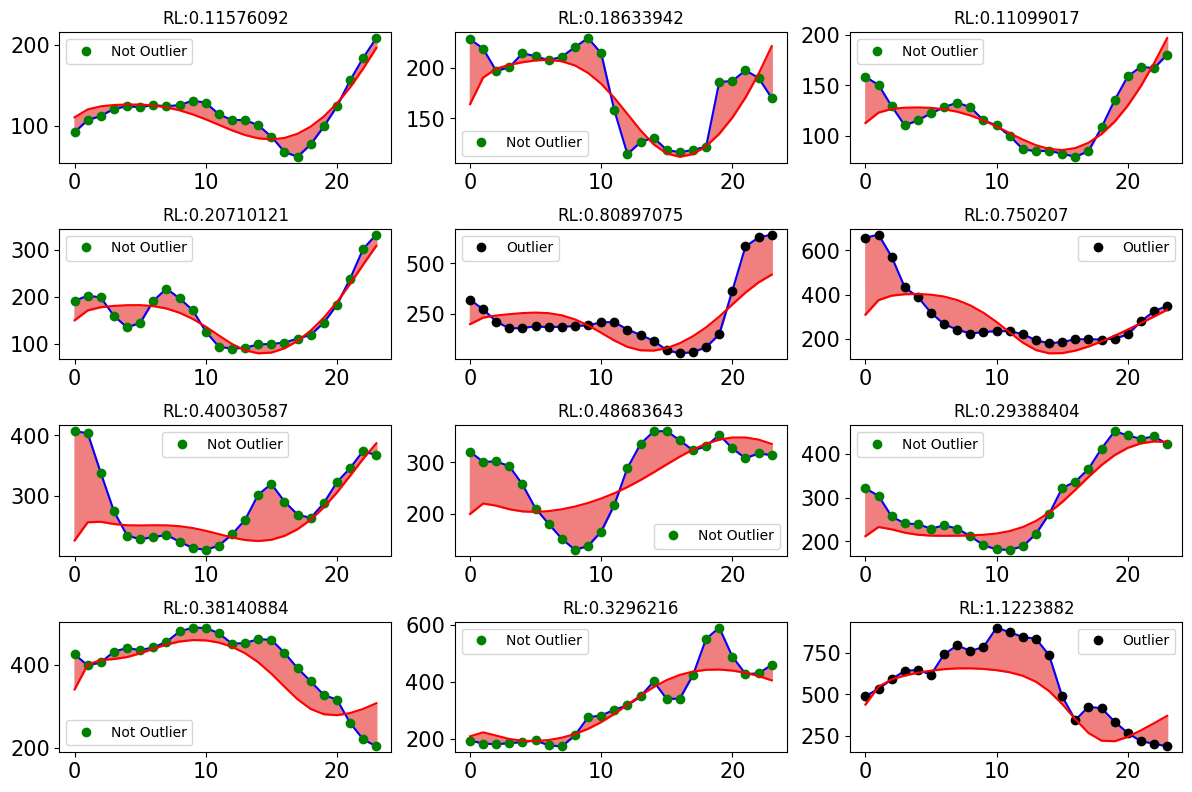 RL:0.11576092
Not Outlier
200
100
0 10 20
RL:0.18633942
Not Outlier
200
150
0 10 20
RL:0.11099017
Not Outlier
200
150
100
0 10 20
RL:0.20710121
Not Outlier
300
200
100
0 10 20
RL:0.80897075
Outlier
500
250
0 10 20
RL:0.750207
Outlier
600
400
200
0 10 20
RL:0.40030587
Not Outlier
400
300
0 10 20
RL:0.48683643
Not Outlier
300
200
0 10 20
RL:0.29388404
Not Outlier
400
300
200
0 10 20
RL:0.38140884
Not Outlier
400
200
0 10 20
RL:0.3296216
Not Outlier
600
400
200
0 10 20
RL:1.1223882
Outlier
750
500
250
0 10 20